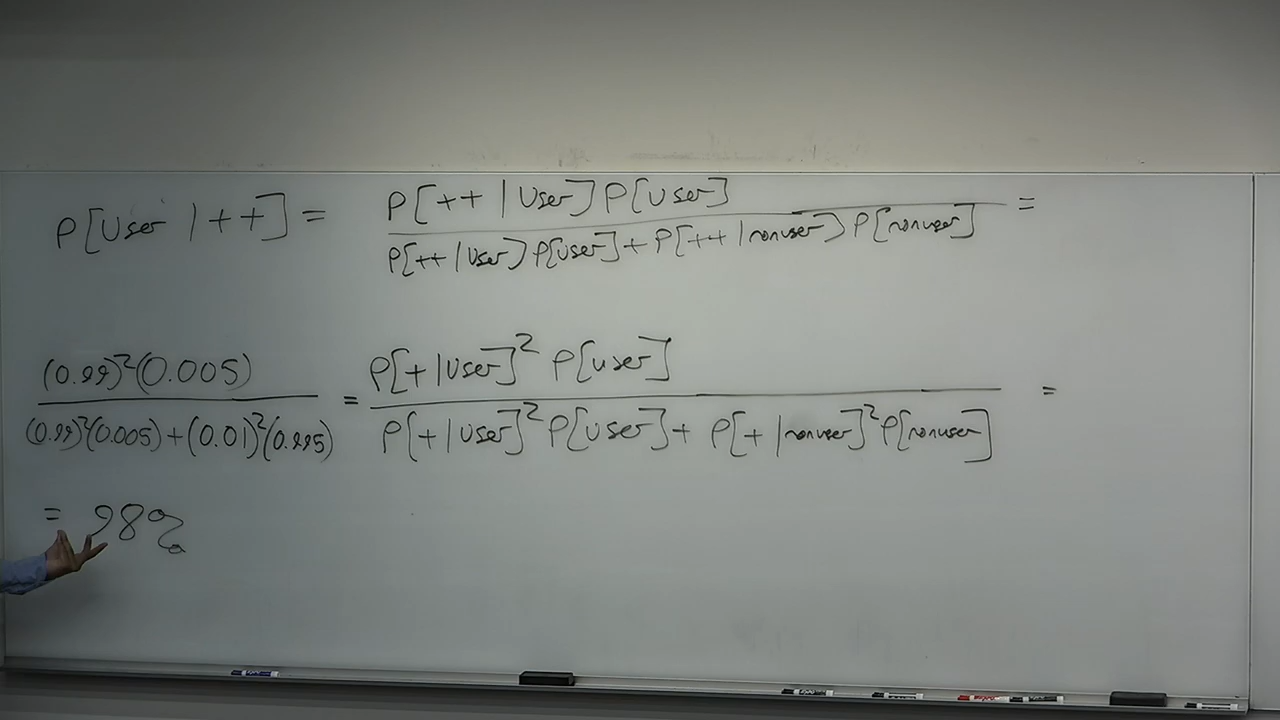 P[User | ++] = P[++ | User] P[User] / P[++ | User] P[User] + P[++ | nonuser] P[nonuser] =
(0.99)²(0.005) / (0.99)²(0.005) + (0.01)²(0.995) = P[+ | User]² P[user] / P[+ | User]² P[User] + P[+ | nonuser]² P[nonuser] =
= 98%